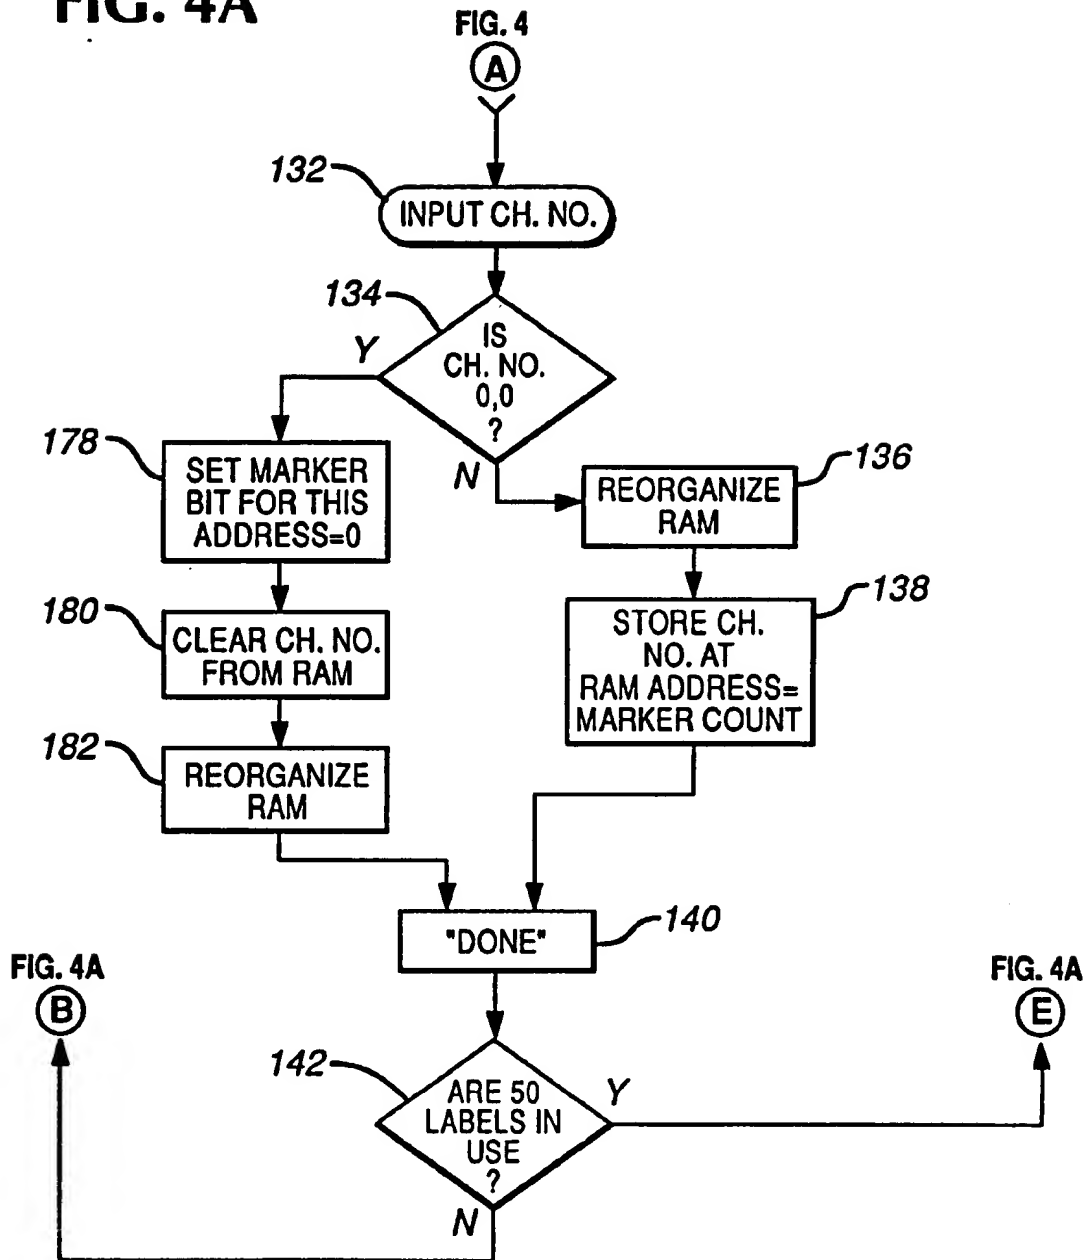 FIG. 4A
FIG. 4
A
132
INPUT CH. NO.
134
IS
CH. NO.
0,0
?
Y
N
178
SET MARKER
BIT FOR THIS
ADDRESS=0
136
REORGANIZE
RAM
180
CLEAR CH. NO.
FROM RAM
138
STORE CH.
NO. AT
RAM ADDRESS=
MARKER COUNT
182
REORGANIZE
RAM
"DONE"
140
FIG. 4A
B
FIG. 4A
E
142
ARE 50
LABELS IN
USE
?
Y
N